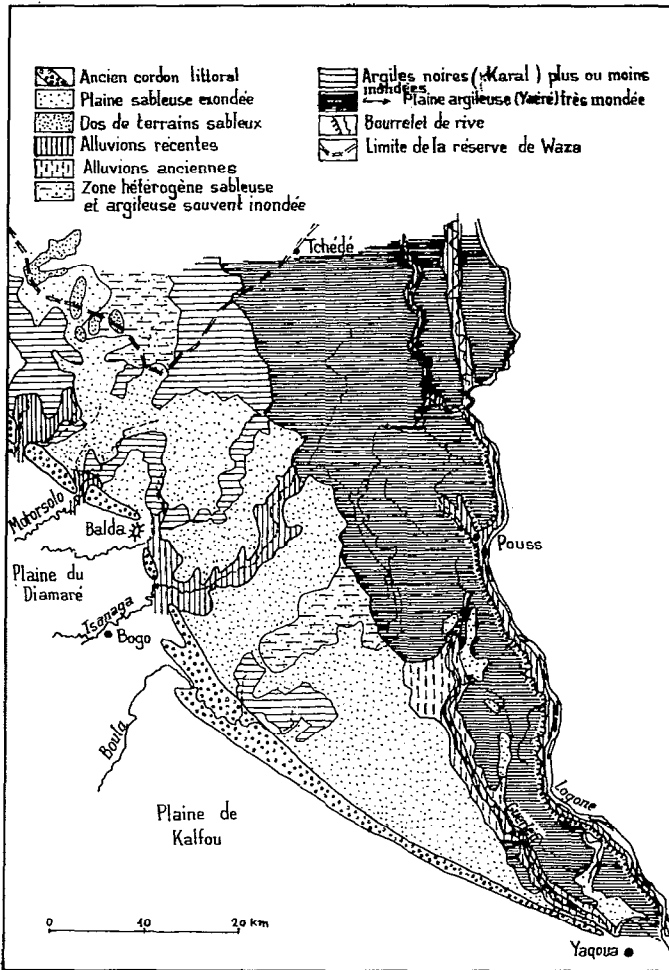 Ancien cordon littoral
Plaine sableuse exondée
Dos de terrains sableux
Alluvions récentes
Alluvions anciennes
Zone hétérogène sableuse
et argileuse souvent inondée
Argiles noires (Karal) plus ou moins
inondées
Plaine argileuse (Yaéré) très inondée
Bourrelet de rive
Limite de la réserve de Waza
Tchédé
Motorsolo
Balda
Pouss
Plaine du
Diamaré
Tsanaga
Bogo
Boula
Logone
Guerléo
Plaine de
Kalfou
0 10 20 km
Yagoua